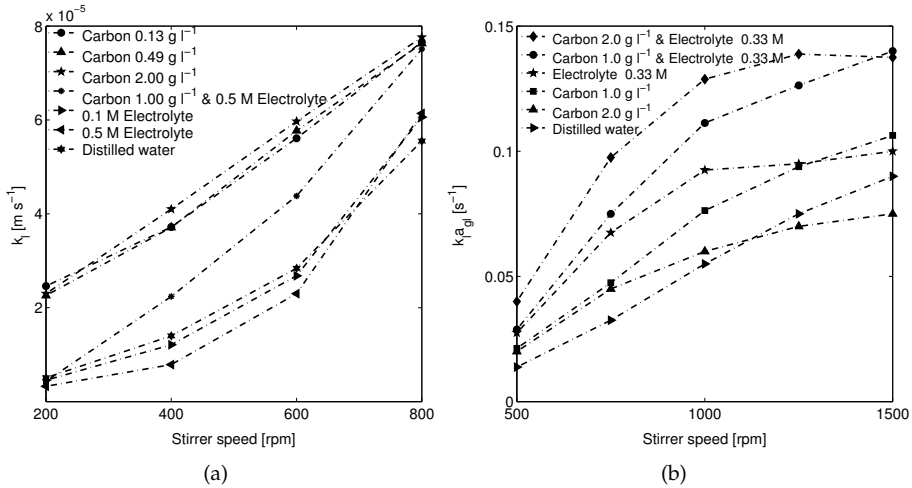 x 10⁻⁵
8
6
4
2
kₗ [m s⁻¹]
Carbon 0.13 g l⁻¹
Carbon 0.49 g l⁻¹
Carbon 2.00 g l⁻¹
Carbon 1.00 g l⁻¹ & 0.5 M Electrolyte
0.1 M Electrolyte
0.5 M Electrolyte
Distilled water
200 400 600 800
Stirrer speed [rpm]
(a)
0.15
0.1
0.05
0
kₗa_gl [s⁻¹]
Carbon 2.0 g l⁻¹ & Electrolyte 0.33 M
Carbon 1.0 g l⁻¹ & Electrolyte 0.33 M
Electrolyte 0.33 M
Carbon 1.0 g l⁻¹
Carbon 2.0 g l⁻¹
Distilled water
500 1000 1500
Stirrer speed [rpm]
(b)